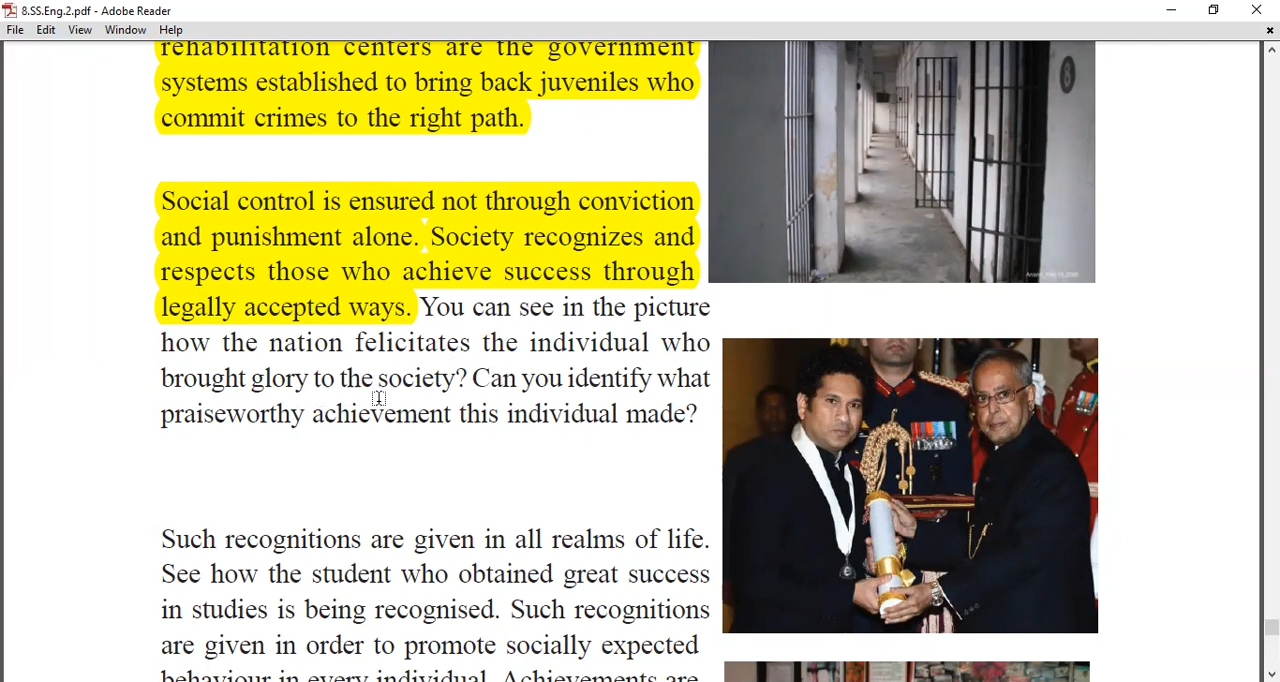 8.SS.Eng.2.pdf - Adobe Reader
File Edit View Window Help
rehabilitation centers are the government
systems established to bring back juveniles who
commit crimes to the right path.
Social control is ensured not through conviction
and punishment alone. Society recognizes and
respects those who achieve success through
legally accepted ways. You can see in the picture
how the nation felicitates the individual who
brought glory to the society? Can you identify what
praiseworthy achievement this individual made?
Such recognitions are given in all realms of life.
See how the student who obtained great success
in studies is being recognised. Such recognitions
are given in order to promote socially expected
behaviour in every individual. Achievements are
8